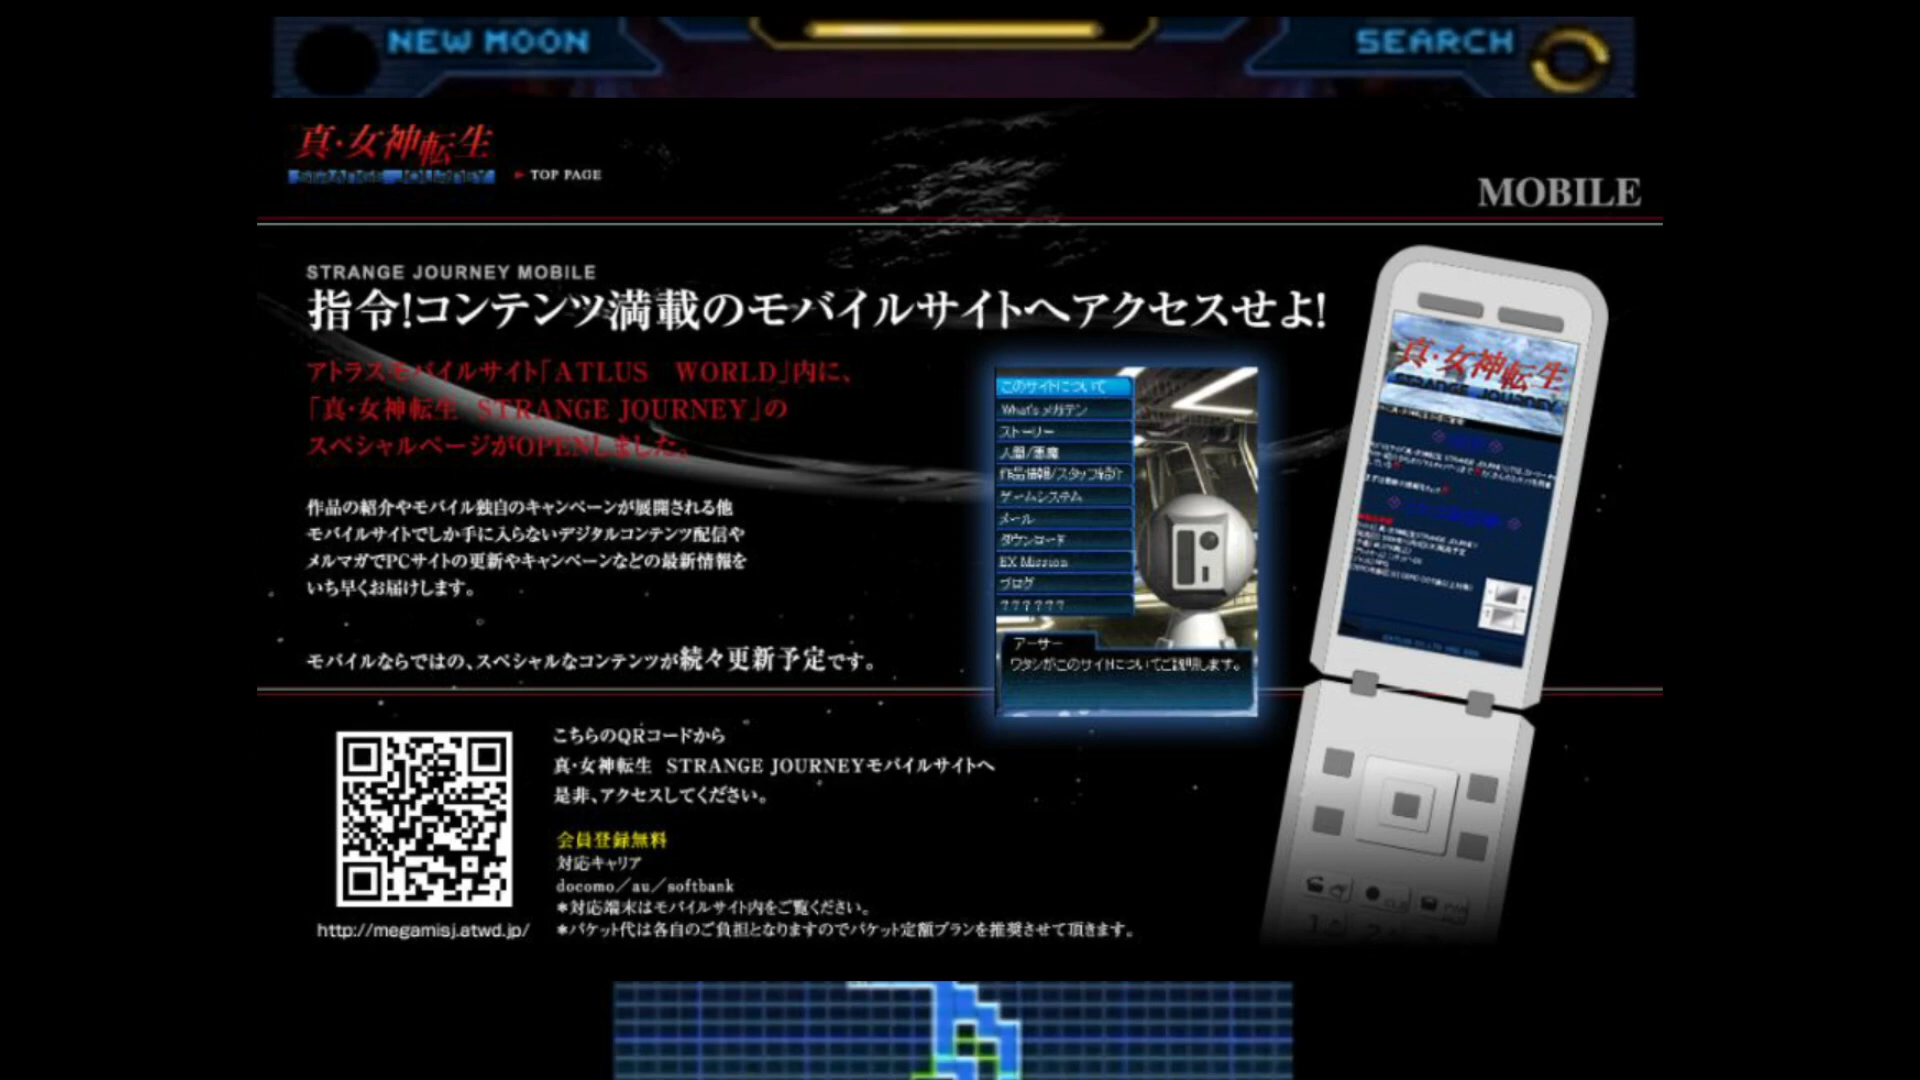 NEW MOON
SEARCH
真・女神転生
STRANGE JOURNEY
TOP PAGE
MOBILE
STRANGE JOURNEY MOBILE
指令!コンテンツ満載のモバイルサイトへアクセスせよ!
アトラスモバイルサイト「ATLUS　WORLD」内に、
「真・女神転生　STRANGE JOURNEY」の
スペシャルページがOPENしました。
作品の紹介やモバイル独自のキャンペーンが展開される他
モバイルサイトでしか手に入らないデジタルコンテンツ配信や
メルマガでPCサイトの更新やキャンペーンなどの最新情報を
いち早くお届けします。
モバイルならではの、スペシャルなコンテンツが続々更新予定です。
このサイトについて
What's メガテン
ストーリー
人間/悪魔
作品情報/スタッフ紹介
ゲームシステム
メール
ダウンロード
EX Mission
ブログ
??????
アーサー
ワタシがこのサイトについてご説明します。
真・女神転生
STRANGE JOURNEY
こちらのQRコードから
真・女神転生　STRANGE JOURNEYモバイルサイトへ
是非、アクセスしてください。
会員登録無料
対応キャリア
docomo／au／softbank
*対応端末はモバイルサイト内をご覧ください。
*パケット代は各自のご負担となりますのでパケット定額プランを推奨させて頂きます。
http://megamisj.atwd.jp/